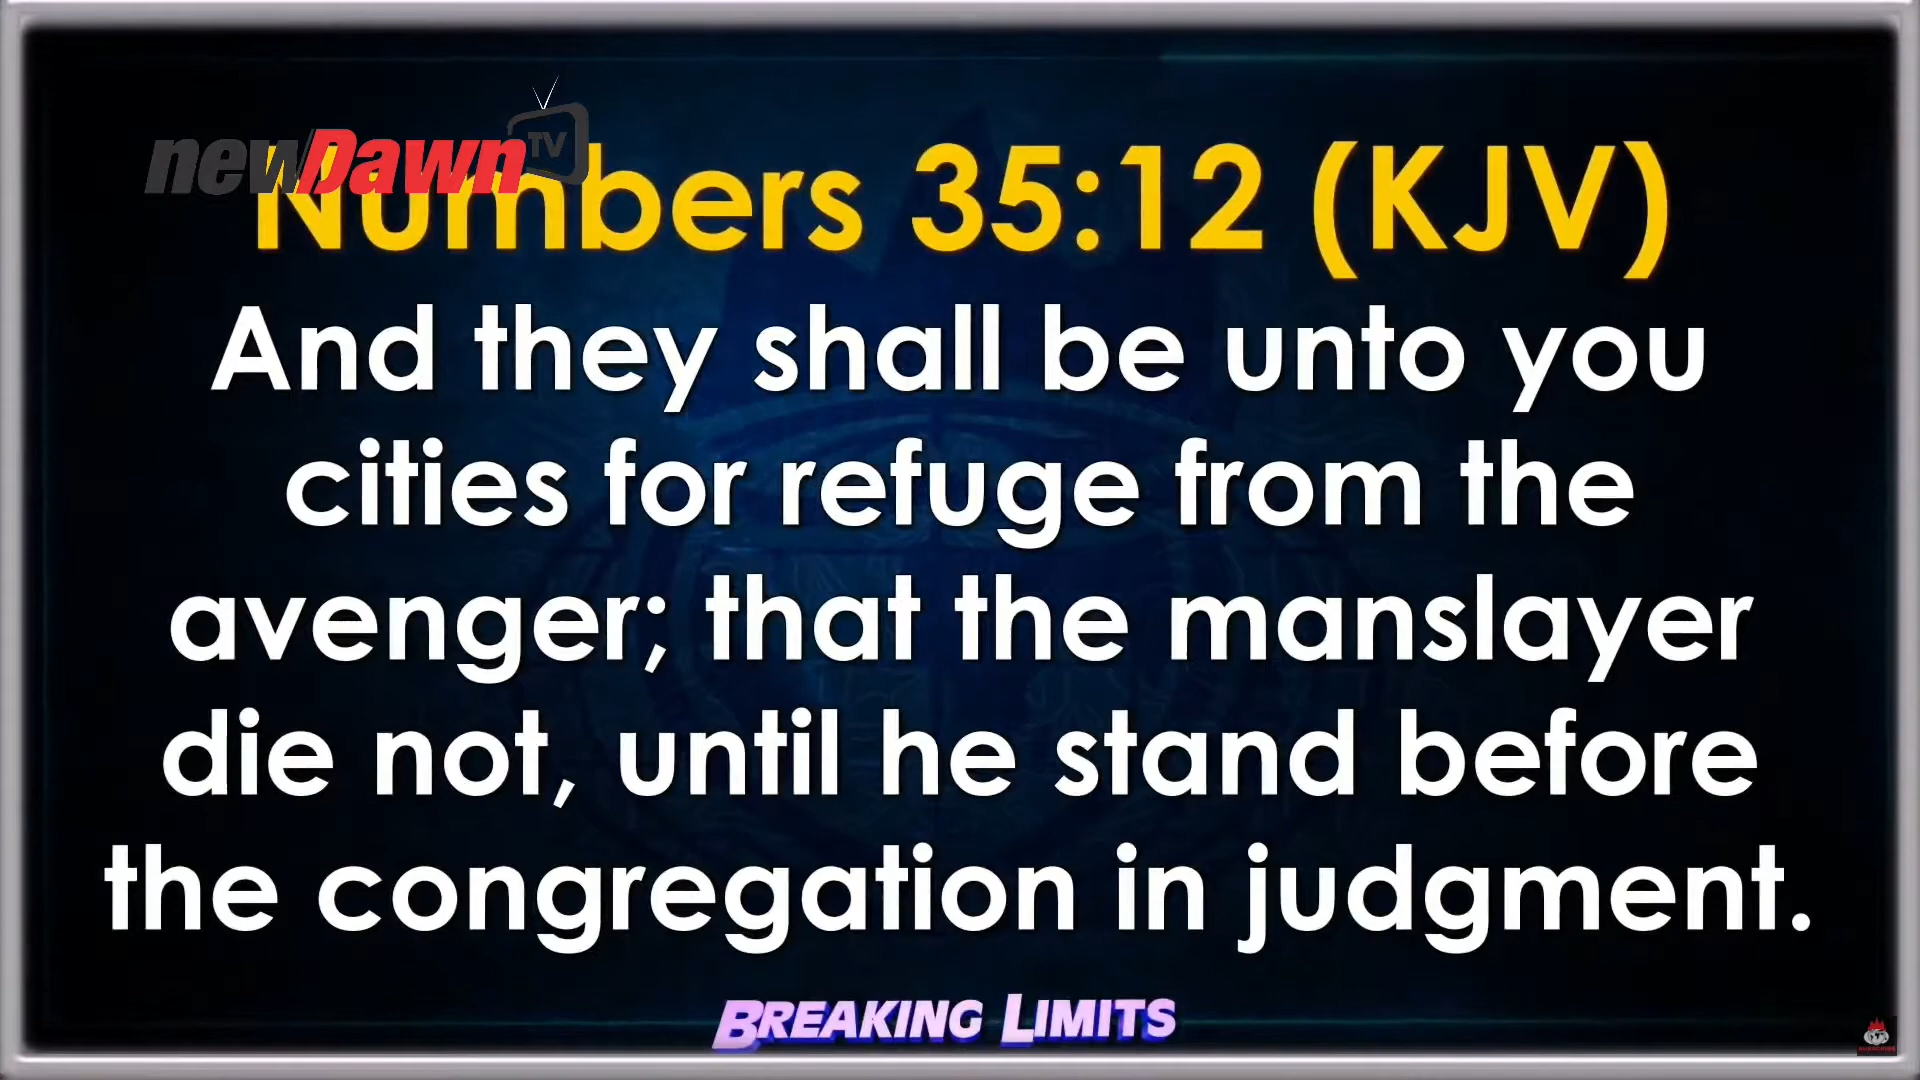 newDawn TV
Numbers 35:12 (KJV)
And they shall be unto you
cities for refuge from the
avenger; that the manslayer
die not, until he stand before
the congregation in judgment.
BREAKING LIMITS